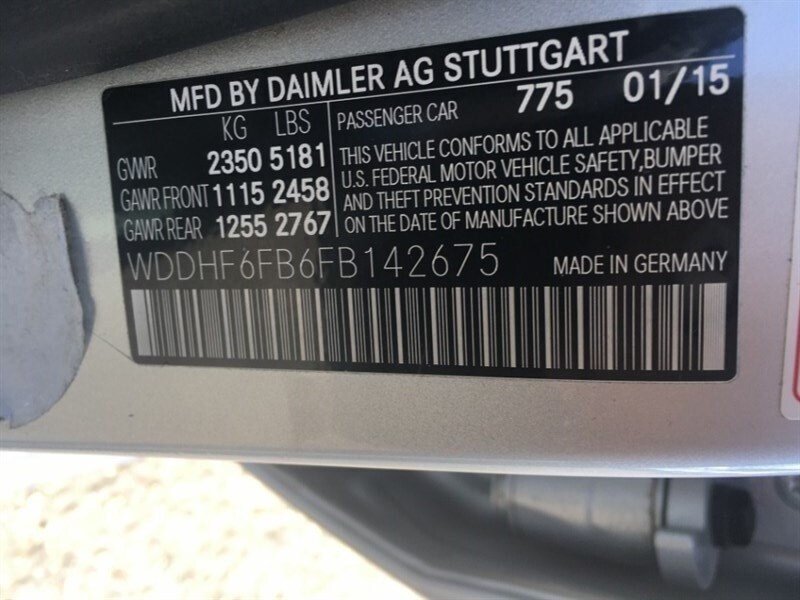 MFD BY DAIMLER AG STUTTGART
KG LBS
GVWR 2350 5181
GAWR FRONT 1115 2458
GAWR REAR 1255 2767
PASSENGER CAR 775 01/15
THIS VEHICLE CONFORMS TO ALL APPLICABLE
U.S. FEDERAL MOTOR VEHICLE SAFETY,BUMPER
AND THEFT PREVENTION STANDARDS IN EFFECT
ON THE DATE OF MANUFACTURE SHOWN ABOVE
WDDHF6FB6FB142675 MADE IN GERMANY